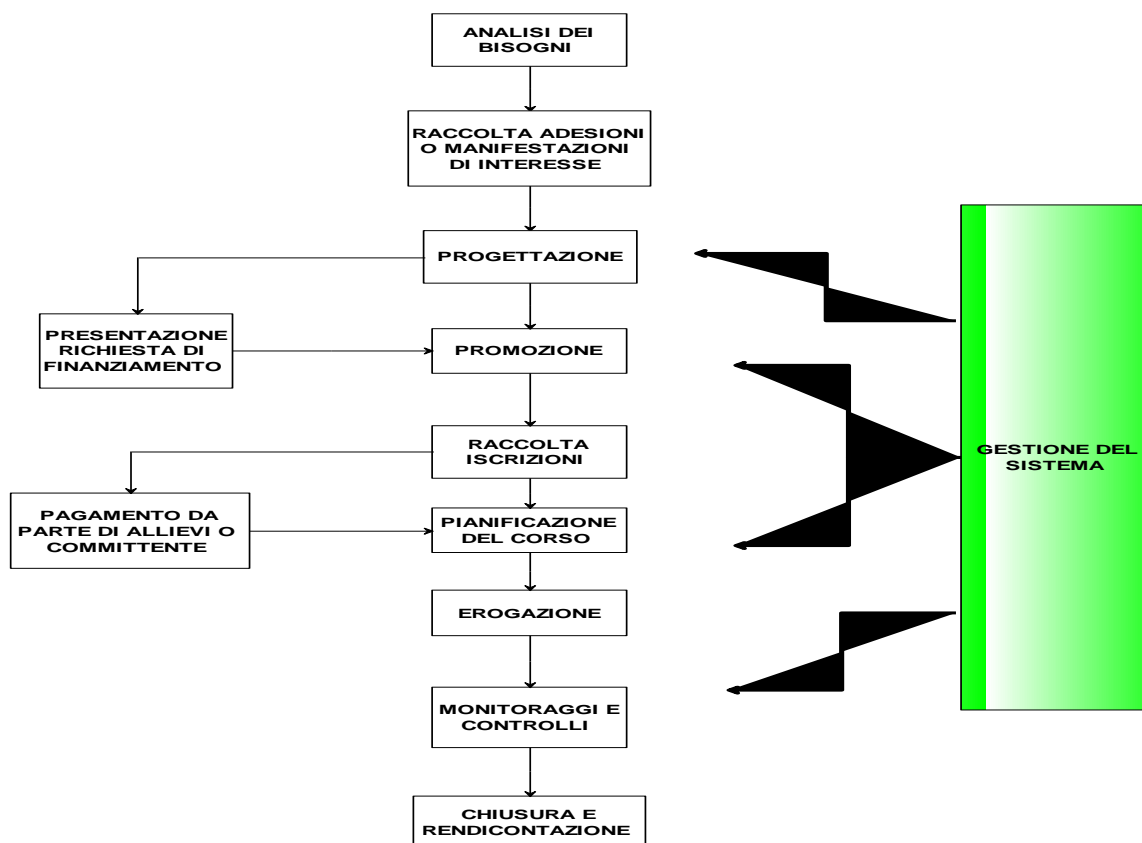 ANALISI DEI
BISOGNI
RACCOLTA ADESIONI
O MANIFESTAZIONI
DI INTERESSE
PROGETTAZIONE
PRESENTAZIONE
RICHIESTA DI
FINANZIAMENTO
PROMOZIONE
RACCOLTA
ISCRIZIONI
PAGAMENTO DA
PARTE DI ALLIEVI O
COMMITTENTE
PIANIFICAZIONE
DEL CORSO
EROGAZIONE
MONITORAGGI E
CONTROLLI
CHIUSURA E
RENDICONTAZIONE
GESTIONE DEL
SISTEMA